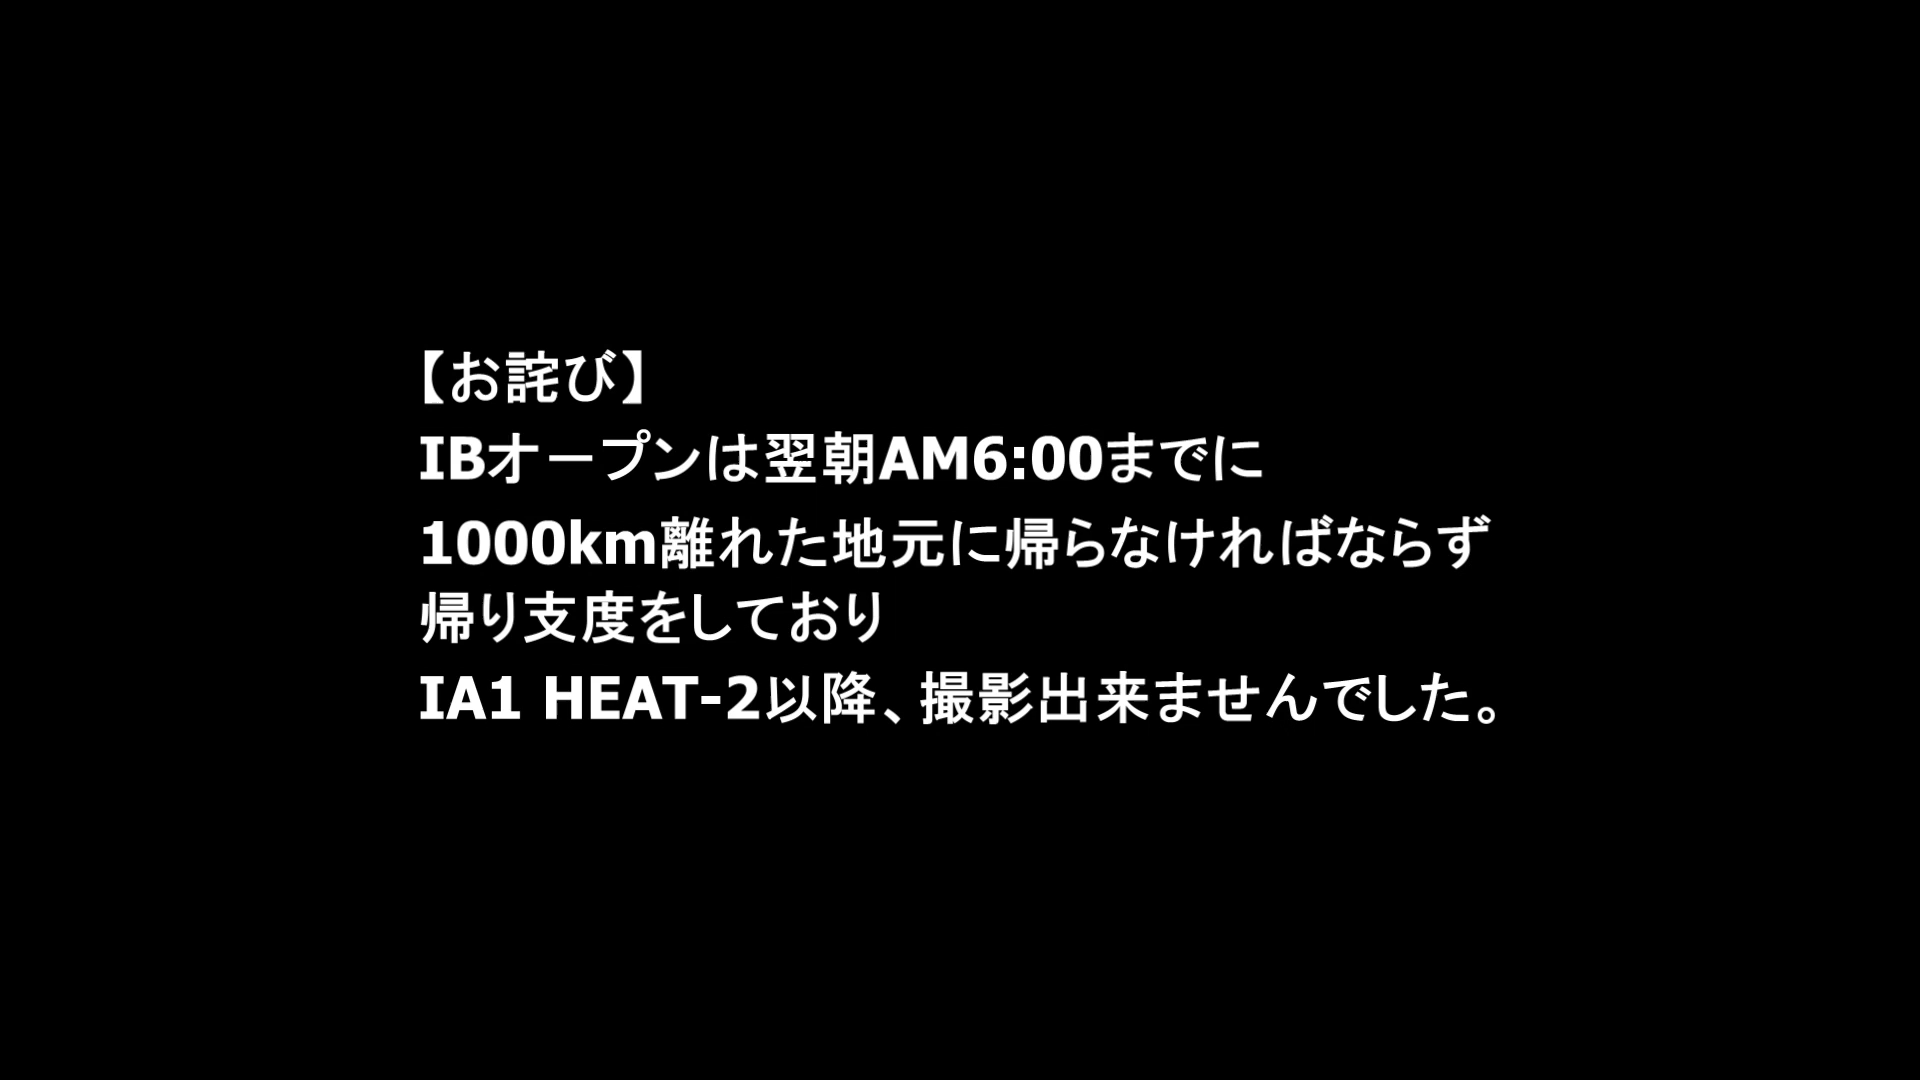 【お詫び】
IBオープンは翌朝AM6:00までに
1000km離れた地元に帰らなければならず
帰り支度をしており
IA1 HEAT-2以降、撮影出来ませんでした。